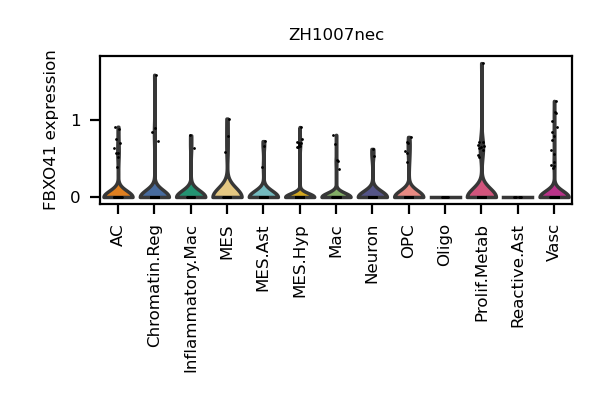 ZH1007nec
FBXO41 expression
1
0
AC
Chromatin.Reg
Inflammatory.Mac
MES
MES.Ast
MES.Hyp
Mac
Neuron
OPC
Oligo
Prolif.Metab
Reactive.Ast
Vasc